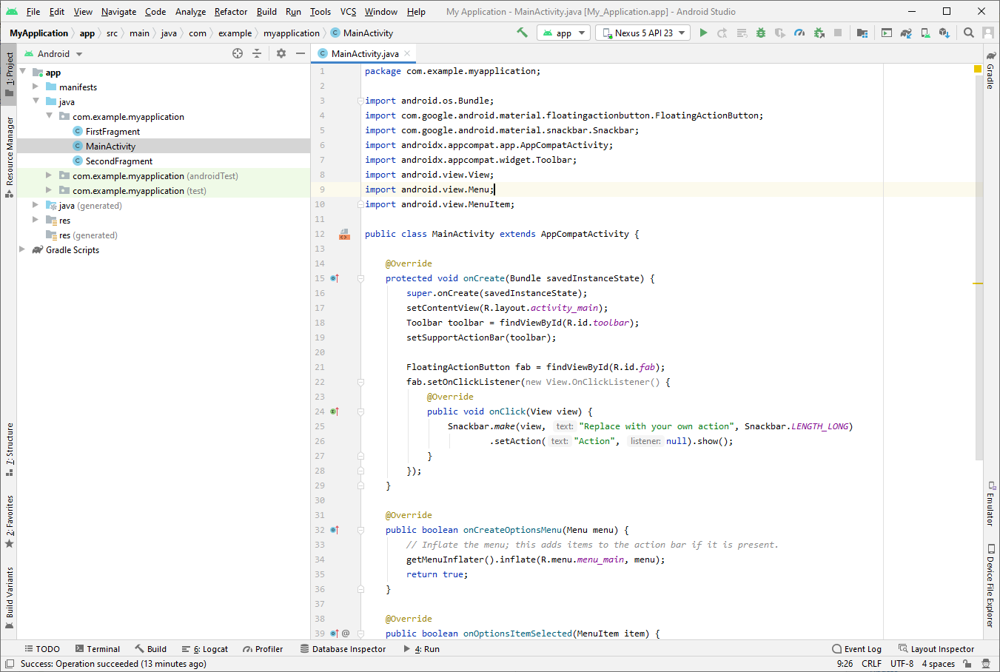 File Edit View Navigate Code Analyze Refactor Build Run Tools VCS Window Help My Application - MainActivity.java [My_Application.app] - Android Studio
MyApplication app src main java com example myapplication MainActivity app Nexus 5 API 23
1: Project
Resource Manager
7: Structure
2: Favorites
Build Variants
Android
app
manifests
java
com.example.myapplication
FirstFragment
MainActivity
SecondFragment
com.example.myapplication (androidTest)
com.example.myapplication (test)
java (generated)
res
res (generated)
Gradle Scripts
MainActivity.java
1 package com.example.myapplication;
2
3 import android.os.Bundle;
4 import com.google.android.material.floatingactionbutton.FloatingActionButton;
5 import com.google.android.material.snackbar.Snackbar;
6 import androidx.appcompat.app.AppCompatActivity;
7 import androidx.appcompat.widget.Toolbar;
8 import android.view.View;
9 import android.view.Menu;
10 import android.view.MenuItem;
11
12 public class MainActivity extends AppCompatActivity {
13
14 @Override
15 protected void onCreate(Bundle savedInstanceState) {
16 super.onCreate(savedInstanceState);
17 setContentView(R.layout.activity_main);
18 Toolbar toolbar = findViewById(R.id.toolbar);
19 setSupportActionBar(toolbar);
20
21 FloatingActionButton fab = findViewById(R.id.fab);
22 fab.setOnClickListener(new View.OnClickListener() {
23 @Override
24 public void onClick(View view) {
25 Snackbar.make(view, text: "Replace with your own action", Snackbar.LENGTH_LONG)
26 .setAction( text: "Action", listener: null).show();
27 }
28 });
29 }
30
31 @Override
32 public boolean onCreateOptionsMenu(Menu menu) {
33 // Inflate the menu; this adds items to the action bar if it is present.
34 getMenuInflater().inflate(R.menu.menu_main, menu);
35 return true;
36 }
37
38 @Override
39 @ public boolean onOptionsItemSelected(MenuItem item) {
Gradle
Emulator
Device File Explorer
TODO Terminal Build 6: Logcat Profiler Database Inspector 4: Run Event Log Layout Inspector
Success: Operation succeeded (13 minutes ago) 9:26 CRLF UTF-8 4 spaces